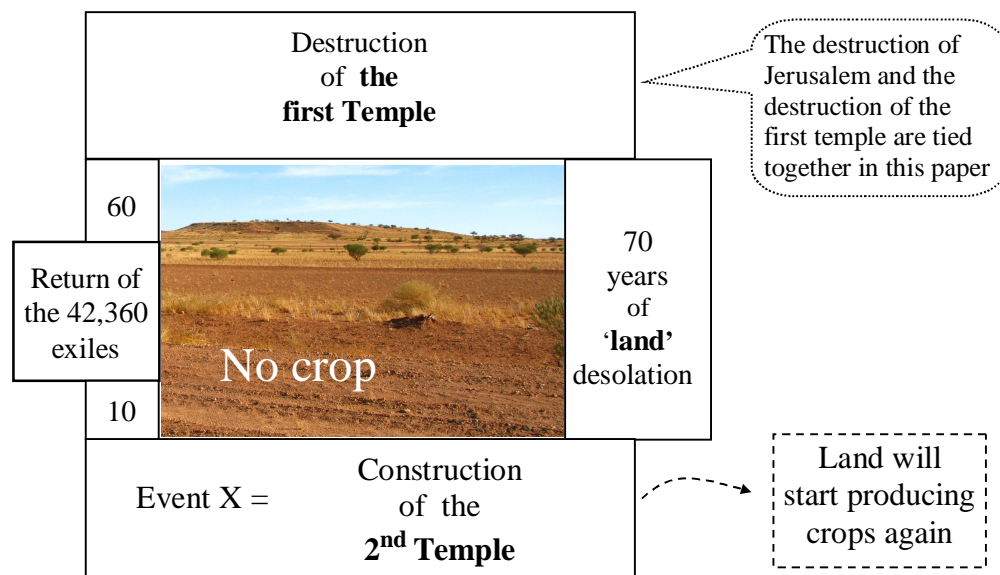 Destruction
of the
first Temple
The destruction of
Jerusalem and the
destruction of the
first temple are tied
together in this paper
60
Return of
the 42,360
exiles
10
No crop
70
years
of
‘land’
desolation
Event X =
Construction
of the
2nd Temple
Land will
start producing
crops again